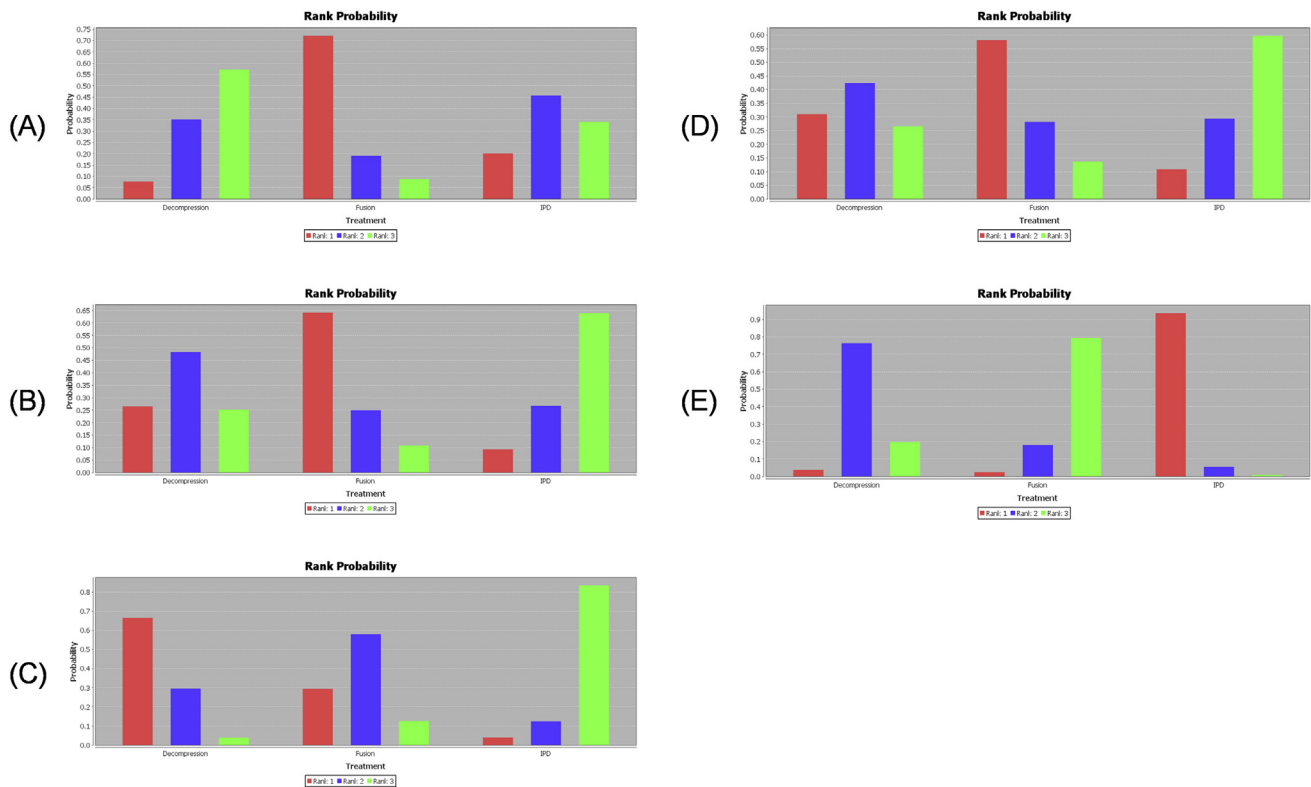 (A)
Rank Probability
Probability
0.75
0.70
0.65
0.60
0.55
0.50
0.45
0.40
0.35
0.30
0.25
0.20
0.15
0.10
0.05
0.00
Decompression Fusion IPD
Treatment
Rank: 1 Rank: 2 Rank: 3
(B)
Rank Probability
Probability
0.65
0.60
0.55
0.50
0.45
0.40
0.35
0.30
0.25
0.20
0.15
0.10
0.05
0.00
Decompression Fusion IPD
Treatment
Rank: 1 Rank: 2 Rank: 3
(C)
Rank Probability
Probability
0.8
0.7
0.6
0.5
0.4
0.3
0.2
0.1
0.0
Decompression Fusion IPD
Treatment
Rank: 1 Rank: 2 Rank: 3
(D)
Rank Probability
Probability
0.60
0.55
0.50
0.45
0.40
0.35
0.30
0.25
0.20
0.15
0.10
0.05
0.00
Decompression Fusion IPD
Treatment
Rank: 1 Rank: 2 Rank: 3
(E)
Rank Probability
Probability
0.9
0.8
0.7
0.6
0.5
0.4
0.3
0.2
0.1
0.0
Decompression Fusion IPD
Treatment
Rank: 1 Rank: 2 Rank: 3